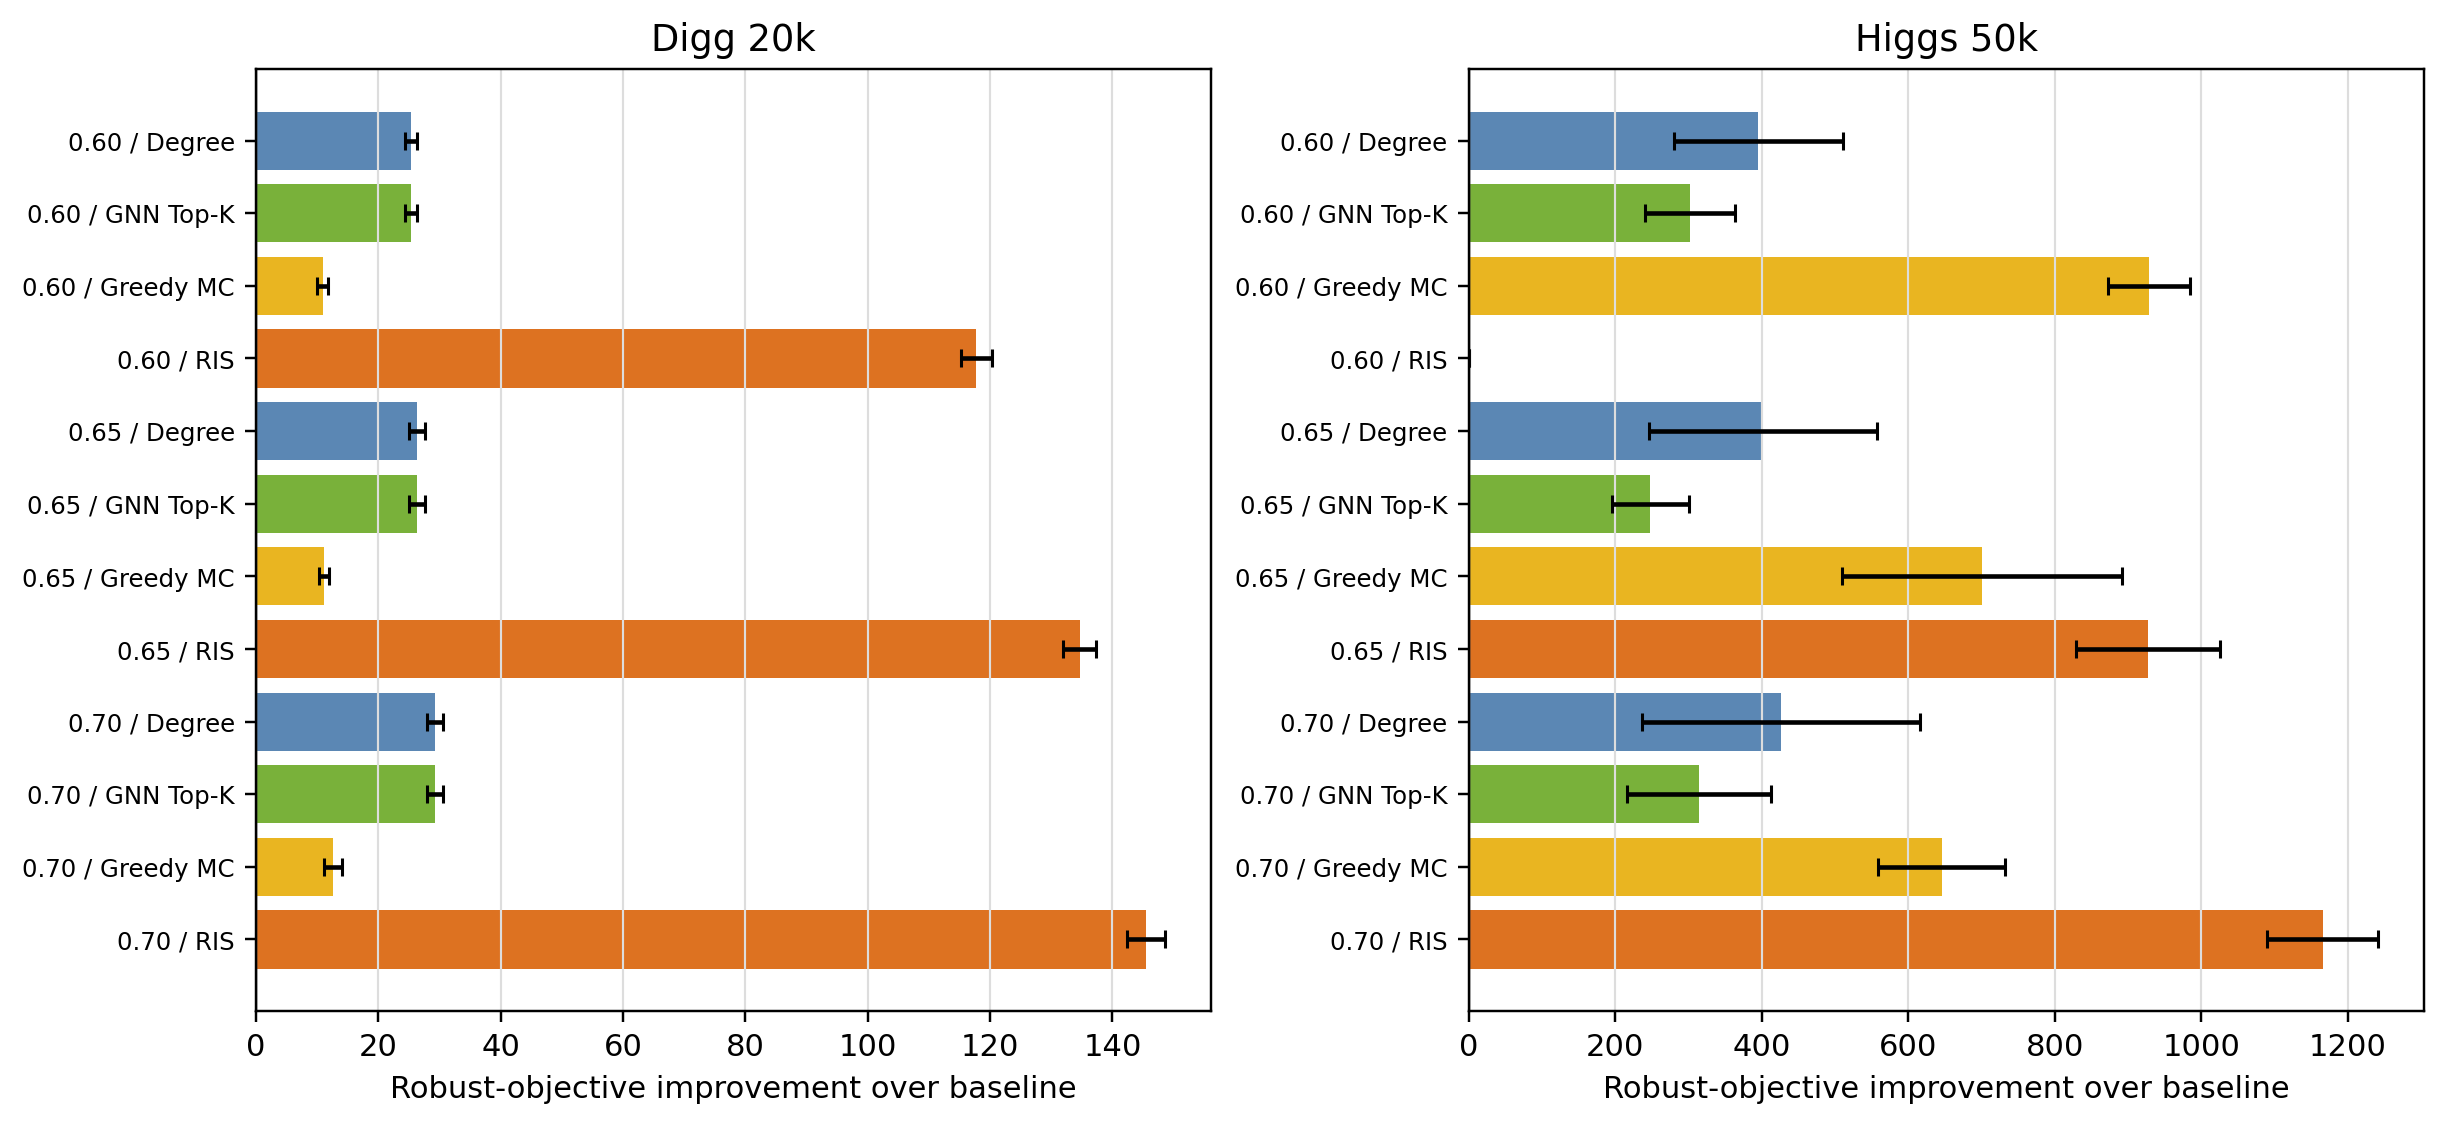 Digg 20k
0.60 / Degree
0.60 / GNN Top-K
0.60 / Greedy MC
0.60 / RIS
0.65 / Degree
0.65 / GNN Top-K
0.65 / Greedy MC
0.65 / RIS
0.70 / Degree
0.70 / GNN Top-K
0.70 / Greedy MC
0.70 / RIS
0 20 40 60 80 100 120 140
Robust-objective improvement over baseline
Higgs 50k
0.60 / Degree
0.60 / GNN Top-K
0.60 / Greedy MC
0.60 / RIS
0.65 / Degree
0.65 / GNN Top-K
0.65 / Greedy MC
0.65 / RIS
0.70 / Degree
0.70 / GNN Top-K
0.70 / Greedy MC
0.70 / RIS
0 200 400 600 800 1000 1200
Robust-objective improvement over baseline